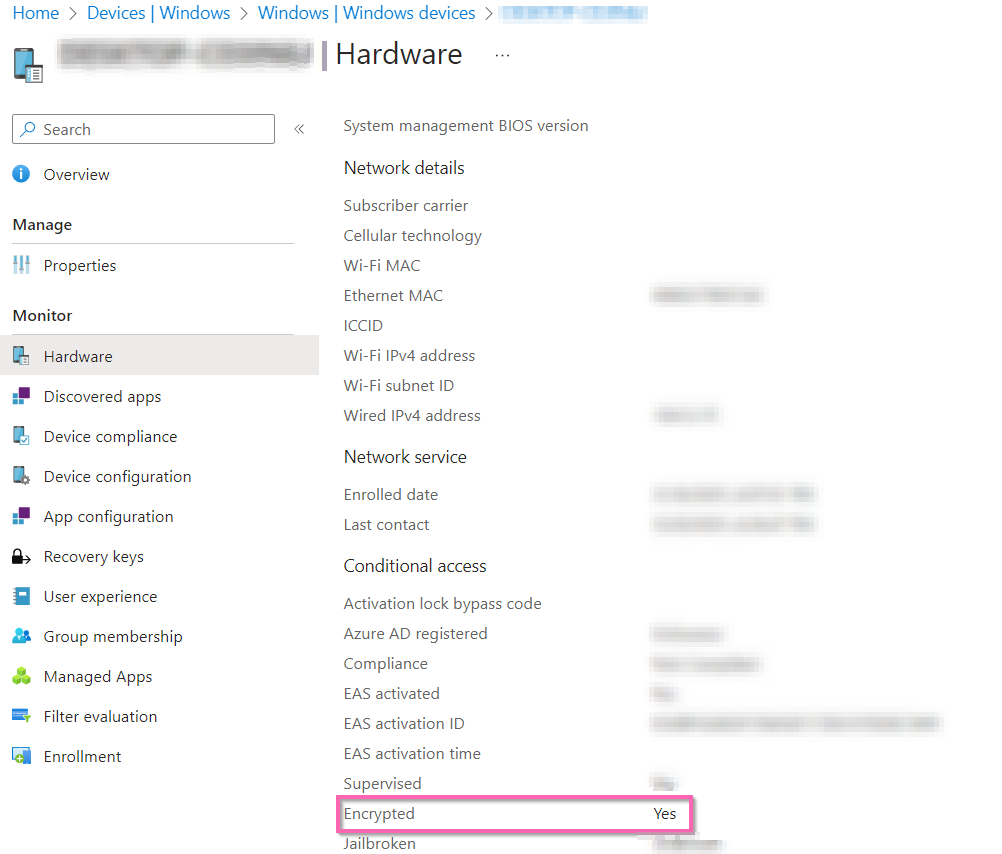 Home > Devices | Windows > Windows | Windows devices >
| Hardware ...
Search «
Overview
Manage
Properties
Monitor
Hardware
Discovered apps
Device compliance
Device configuration
App configuration
Recovery keys
User experience
Group membership
Managed Apps
Filter evaluation
Enrollment
System management BIOS version
Network details
Subscriber carrier
Cellular technology
Wi-Fi MAC
Ethernet MAC
ICCID
Wi-Fi IPv4 address
Wi-Fi subnet ID
Wired IPv4 address
Network service
Enrolled date
Last contact
Conditional access
Activation lock bypass code
Azure AD registered
Compliance
EAS activated
EAS activation ID
EAS activation time
Supervised
Encrypted Yes
Jailbroken